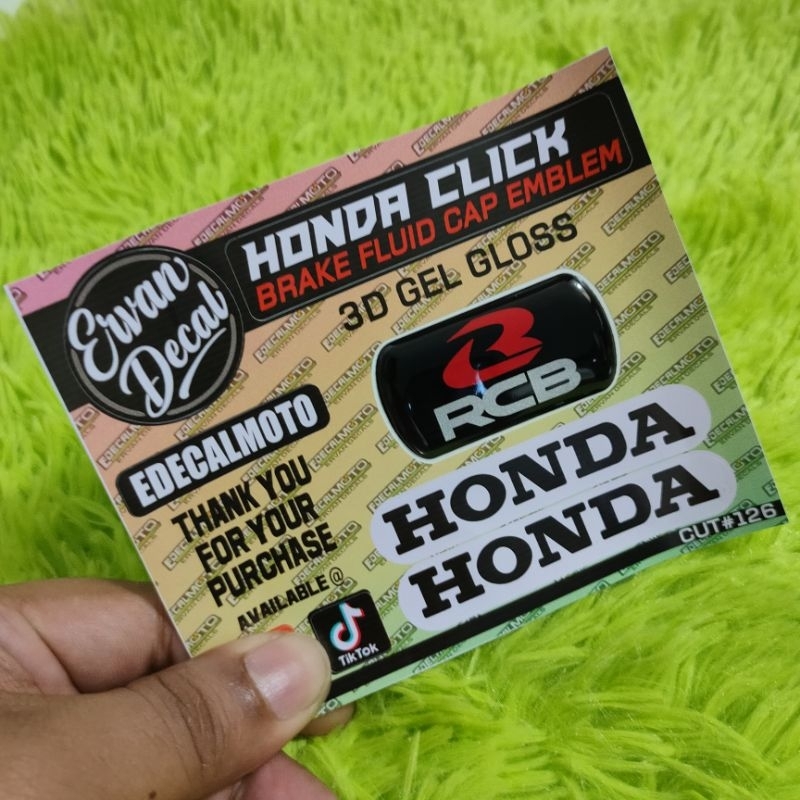 HONDA CLICK
BRAKE FLUID CAP EMBLEM
3D GEL GLOSS
Ervan
Decal
RCB
EDECALMOTO
THANK YOU
FOR YOUR
PURCHASE
AVAILABLE @
TikTok
HONDA
HONDA
CUT#126